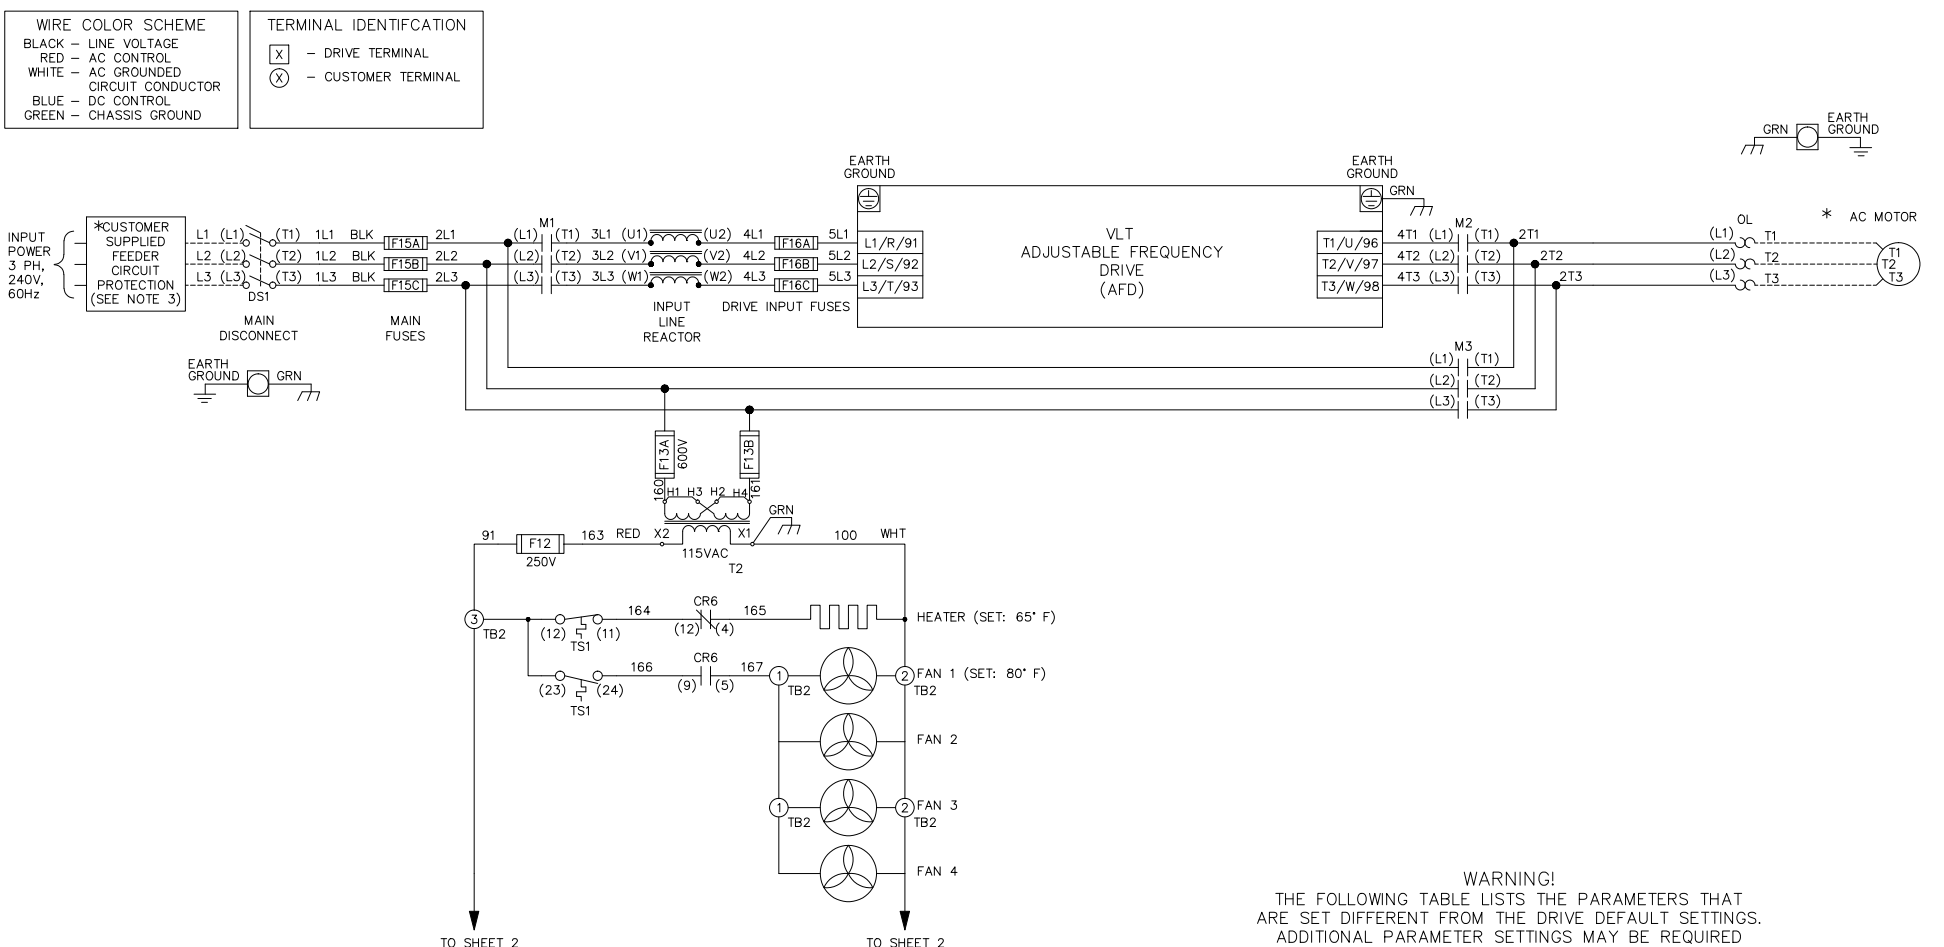 WIRE COLOR SCHEME
BLACK – LINE VOLTAGE
RED – AC CONTROL
WHITE – AC GROUNDED
CIRCUIT CONDUCTOR
BLUE – DC CONTROL
GREEN – CHASSIS GROUND
TERMINAL IDENTIFCATION
X – DRIVE TERMINAL
X – CUSTOMER TERMINAL
GRN
EARTH
GROUND
EARTH
GROUND
EARTH
GROUND
GRN
INPUT
POWER
3 PH,
240V,
60Hz
*CUSTOMER
SUPPLIED
FEEDER
CIRCUIT
PROTECTION
(SEE NOTE 3)
L1 (L1) (T1) 1L1 BLK F15A 2L1 (L1) M1 (T1) 3L1 (U1) (U2) 4L1 F16A 5L1 L1/R/91
L2 (L2) (T2) 1L2 BLK F15B 2L2 (L2) (T2) 3L2 (V1) (V2) 4L2 F16B 5L2 L2/S/92
L3 (L3) (T3) 1L3 BLK F15C 2L3 (L3) (T3) 3L3 (W1) (W2) 4L3 F16C 5L3 L3/T/93
DS1
MAIN
DISCONNECT
MAIN
FUSES
INPUT
LINE
REACTOR
DRIVE INPUT FUSES
VLT
ADJUSTABLE FREQUENCY
DRIVE
(AFD)
T1/U/96 4T1 (L1) M2 (T1) 2T1 (L1) OL T1
T2/V/97 4T2 (L2) (T2) 2T2 (L2) T2
T3/W/98 4T3 (L3) (T3) 2T3 (L3) T3
* AC MOTOR
T1
T2
T3
EARTH
GROUND
GRN
M3
(L1) (T1)
(L2) (T2)
(L3) (T3)
F13A
600V
F13B
160
161
H1 H3 H2 H4
GRN
91 F12 163 RED X2 X1 100 WHT
250V
115VAC
T2
3
TB2
(12) (11) 164 CR6 (12) (4) 165 HEATER (SET: 65° F)
TS1
(23) (24) 166 CR6 (9) (5) 167 1 TB2 2 TB2 FAN 1 (SET: 80° F)
TS1
FAN 2
1 TB2 2 TB2 FAN 3
FAN 4
TO SHEET 2
TO SHEET 2
WARNING!
THE FOLLOWING TABLE LISTS THE PARAMETERS THAT
ARE SET DIFFERENT FROM THE DRIVE DEFAULT SETTINGS.
ADDITIONAL PARAMETER SETTINGS MAY BE REQUIRED